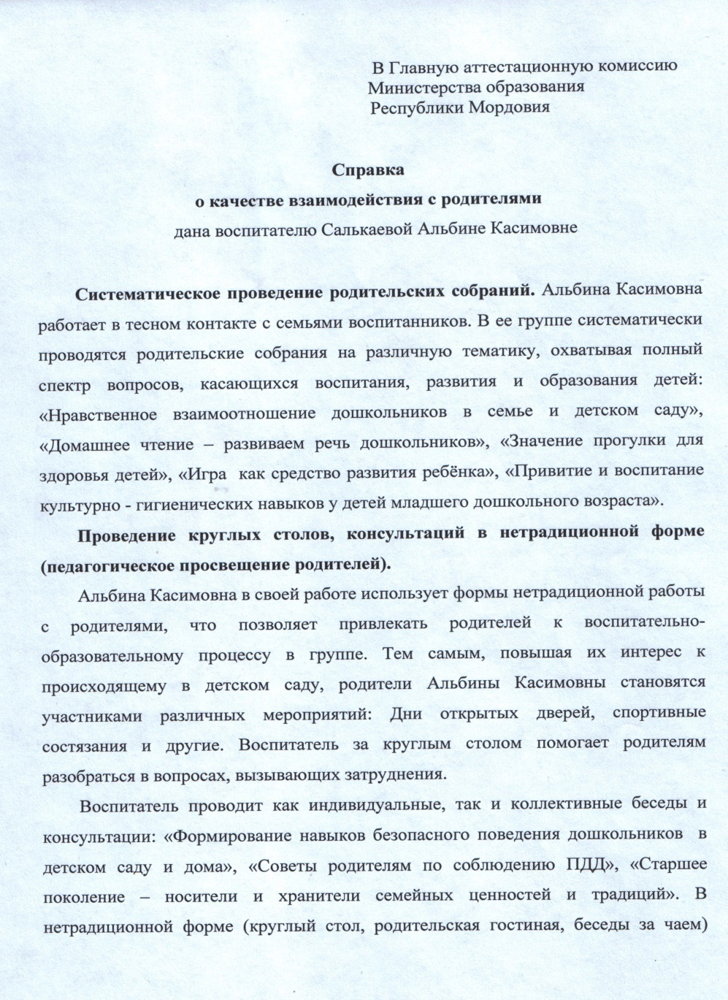 В Главную аттестационную комиссию
Министерства образования
Республики Мордовия
Справка
о качестве взаимодействия с родителями
дана воспитателю Салькаевой Альбине Касимовне
Систематическое проведение родительских собраний. Альбина Касимовна
работает в тесном контакте с семьями воспитанников. В ее группе систематически
проводятся родительские собрания на различную тематику, охватывая полный
спектр вопросов, касающихся воспитания, развития и образования детей:
«Нравственное взаимоотношение дошкольников в семье и детском саду»,
«Домашнее чтение – развиваем речь дошкольников», «Значение прогулки для
здоровья детей», «Игра как средство развития ребёнка», «Привитие и воспитание
культурно - гигиенических навыков у детей младшего дошкольного возраста».
Проведение круглых столов, консультаций в нетрадиционной форме
(педагогическое просвещение родителей).
Альбина Касимовна в своей работе использует формы нетрадиционной работы
с родителями, что позволяет привлекать родителей к воспитательно-
образовательному процессу в группе. Тем самым, повышая их интерес к
происходящему в детском саду, родители Альбины Касимовны становятся
участниками различных мероприятий: Дни открытых дверей, спортивные
состязания и другие. Воспитатель за круглым столом помогает родителям
разобраться в вопросах, вызывающих затруднения.
Воспитатель проводит как индивидуальные, так и коллективные беседы и
консультации: «Формирование навыков безопасного поведения дошкольников в
детском саду и дома», «Советы родителям по соблюдению ПДД», «Старшее
поколение – носители и хранители семейных ценностей и традиций». В
нетрадиционной форме (круглый стол, родительская гостиная, беседы за чаем)